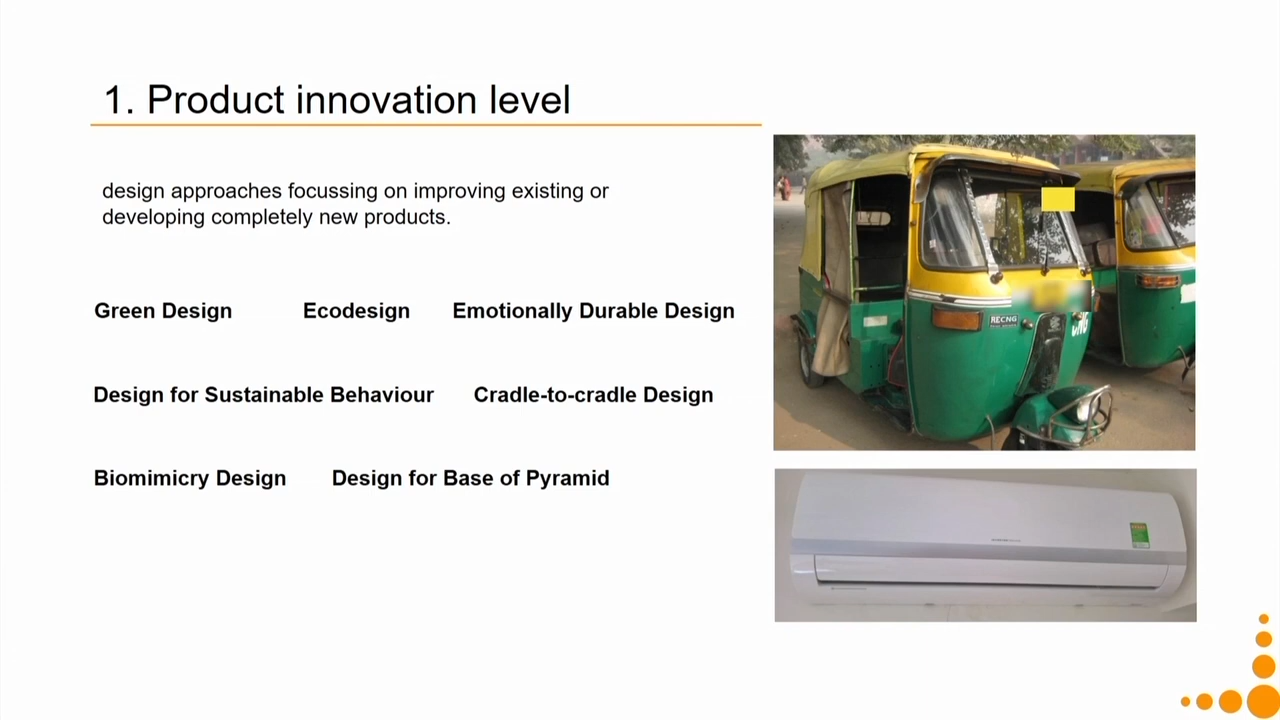 1. Product innovation level
design approaches focussing on improving existing or
developing completely new products.
Green Design Ecodesign Emotionally Durable Design
Design for Sustainable Behaviour Cradle-to-cradle Design
Biomimicry Design Design for Base of Pyramid
RECNG